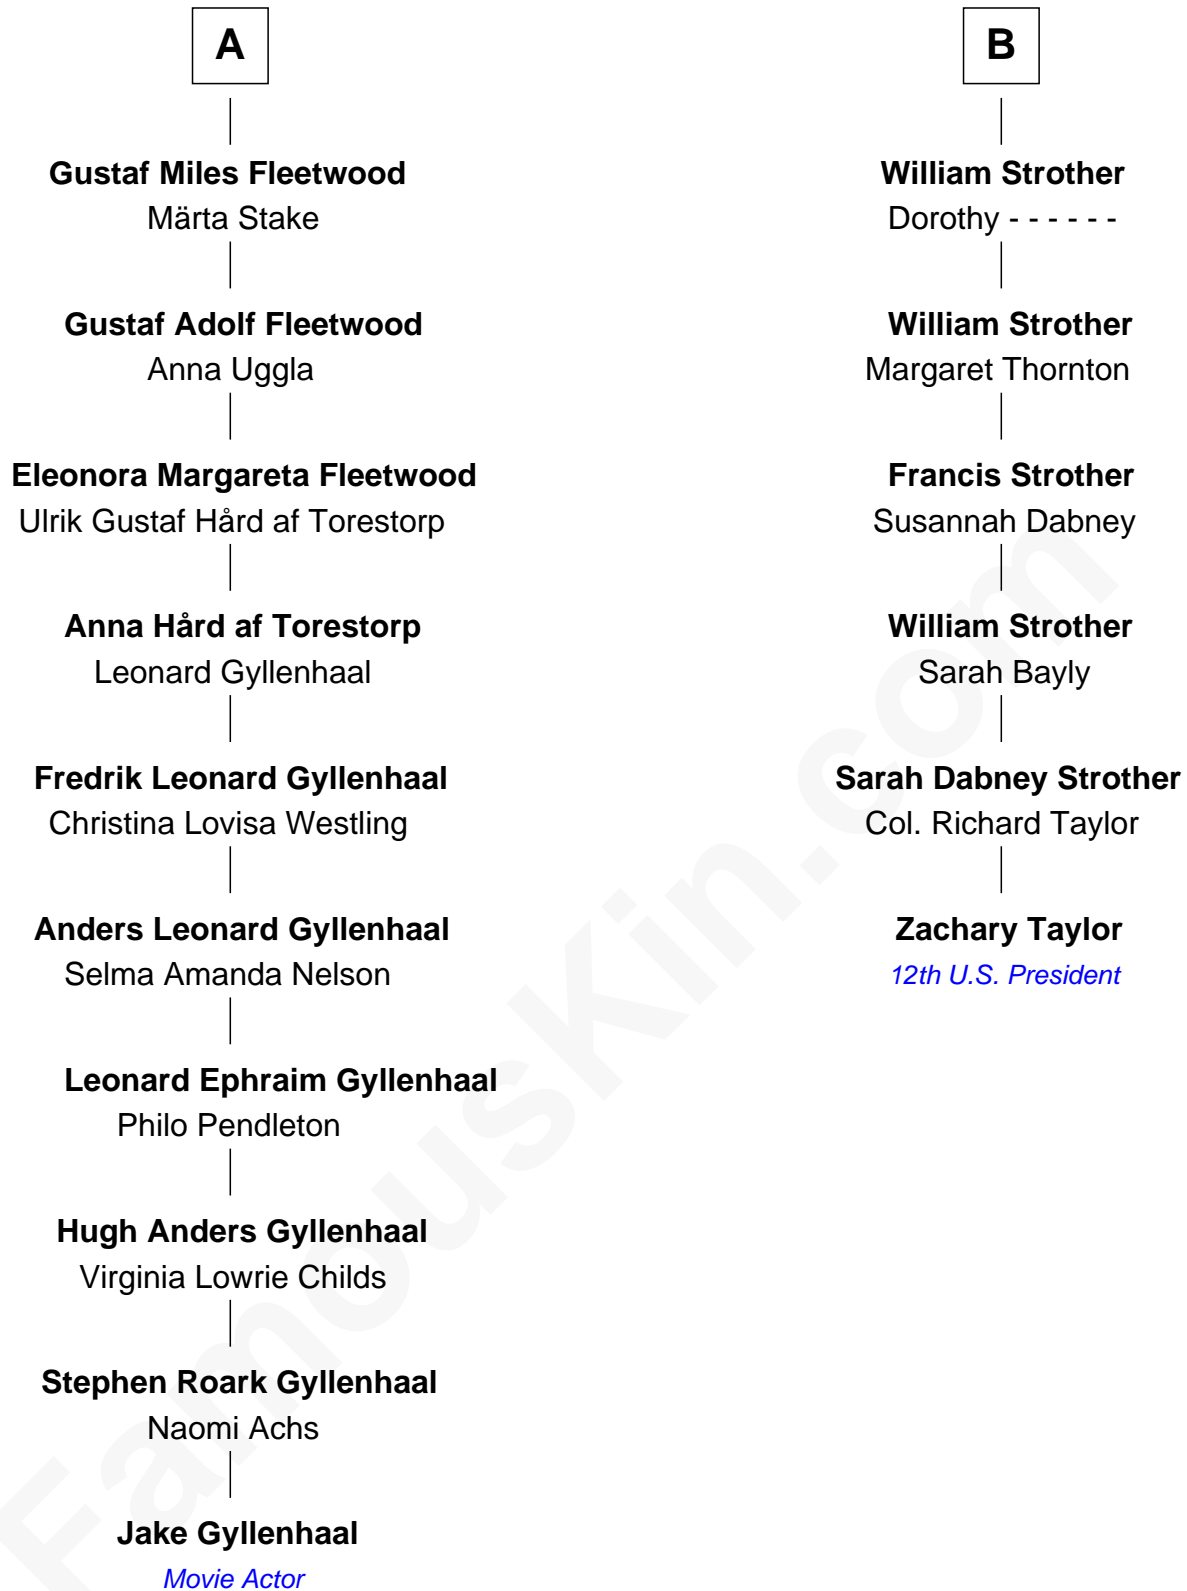 A
Gustaf Miles Fleetwood
Märta Stake
Gustaf Adolf Fleetwood
Anna Uggla
Eleonora Margareta Fleetwood
Ulrik Gustaf Hård af Torestorp
Anna Hård af Torestorp
Leonard Gyllenhaal
Fredrik Leonard Gyllenhaal
Christina Lovisa Westling
Anders Leonard Gyllenhaal
Selma Amanda Nelson
Leonard Ephraim Gyllenhaal
Philo Pendleton
Hugh Anders Gyllenhaal
Virginia Lowrie Childs
Stephen Roark Gyllenhaal
Naomi Achs
Jake Gyllenhaal
Movie Actor
B
William Strother
Dorothy - - - - - -
William Strother
Margaret Thornton
Francis Strother
Susannah Dabney
William Strother
Sarah Bayly
Sarah Dabney Strother
Col. Richard Taylor
Zachary Taylor
12th U.S. President
FamousKin.com